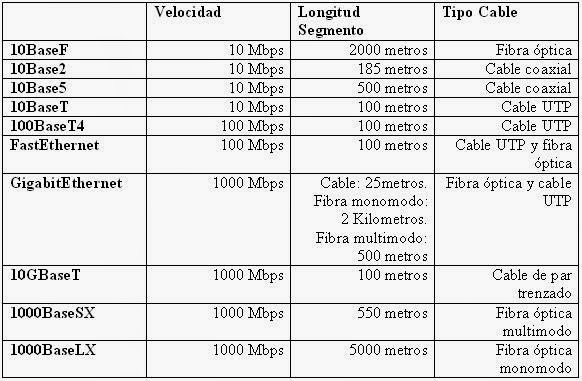 Velocidad Longitud Tipo Cable
Segmento
10BaseF 10 Mbps 2000 metros Fibra óptica
10Base2 10 Mbps 185 metros Cable coaxial
10Base5 10 Mbps 500 metros Cable coaxial
10BaseT 10 Mbps 100 metros Cable UTP
100BaseT4 100 Mbps 100 metros Cable UTP
FastEthernet 100 Mbps 100 metros Cable UTP y fibra
óptica
GigabitEthernet 1000 Mbps Cable: 25metros. Fibra óptica y cable
Fibra monomodo: UTP
2 Kilometros.
Fibra multimodo:
500 metros
10GBaseT 1000 Mbps 100 metros Cable de par
trenzado
1000BaseSX 1000 Mbps 550 metros Fibra óptica
multimodo
1000BaseLX 1000 Mbps 5000 metros Fibra óptica
monomodo